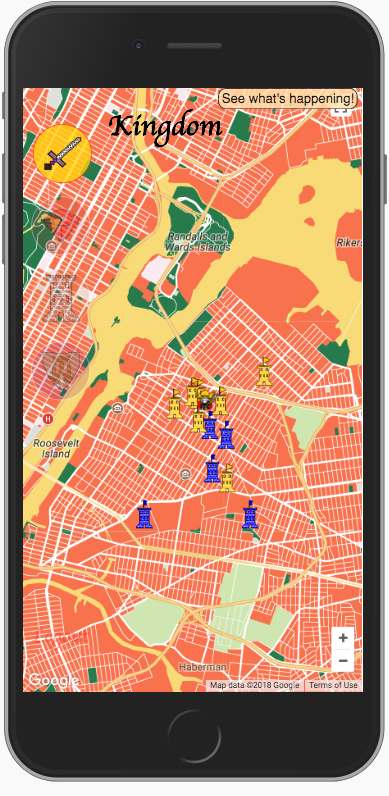 See what's happening!
Kingdom
Randalls and
Wards Islands
Rikers
H
Roosevelt
Island
+
−
Haberman
Google
Map data ©2018 Google
Terms of Use